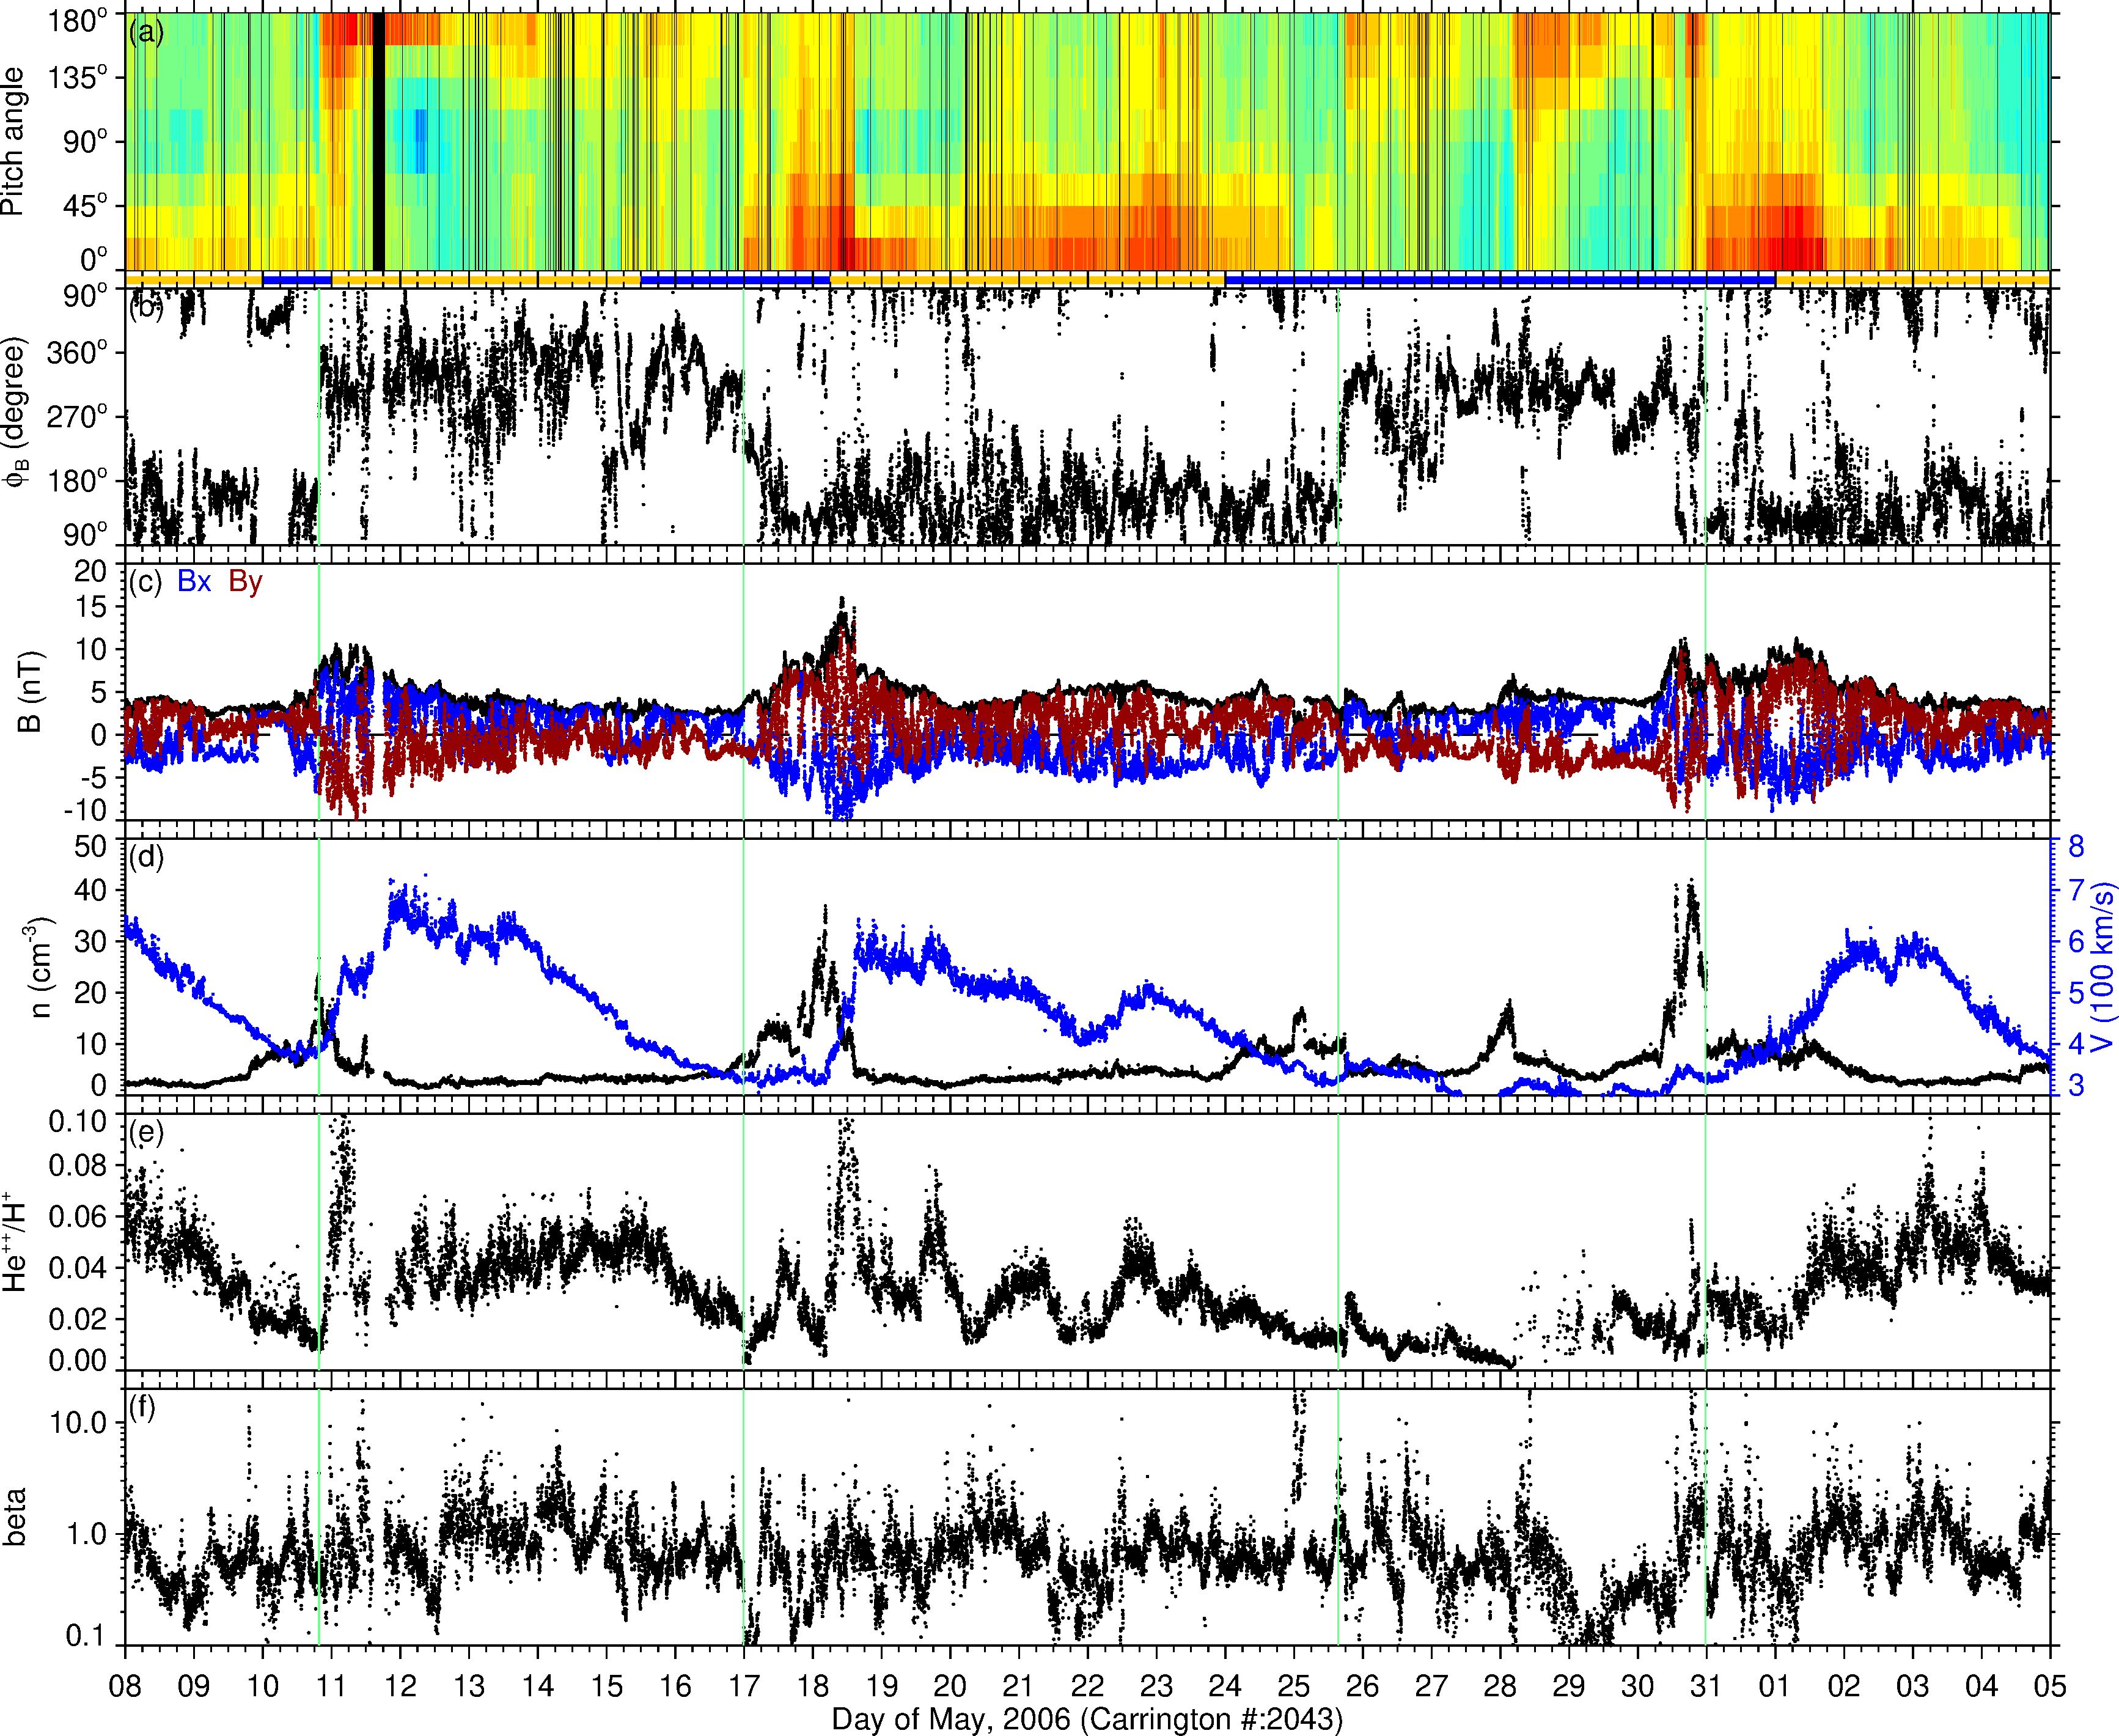 (a)
180°
135°
90°
45°
0°
Pitch angle
(b)
90°
360°
270°
180°
90°
ϕB (degree)
(c) Bx By
20
15
10
5
0
-5
-10
B (nT)
(d)
50
40
30
20
10
0
n (cm-3)
8
7
6
5
4
3
V (100 km/s)
(e)
0.10
0.08
0.06
0.04
0.02
0.00
He++/H+
(f)
10.0
1.0
0.1
beta
08 09 10 11 12 13 14 15 16 17 18 19 20 21 22 23 24 25 26 27 28 29 30 31 01 02 03 04 05
Day of May, 2006 (Carrington #:2043)